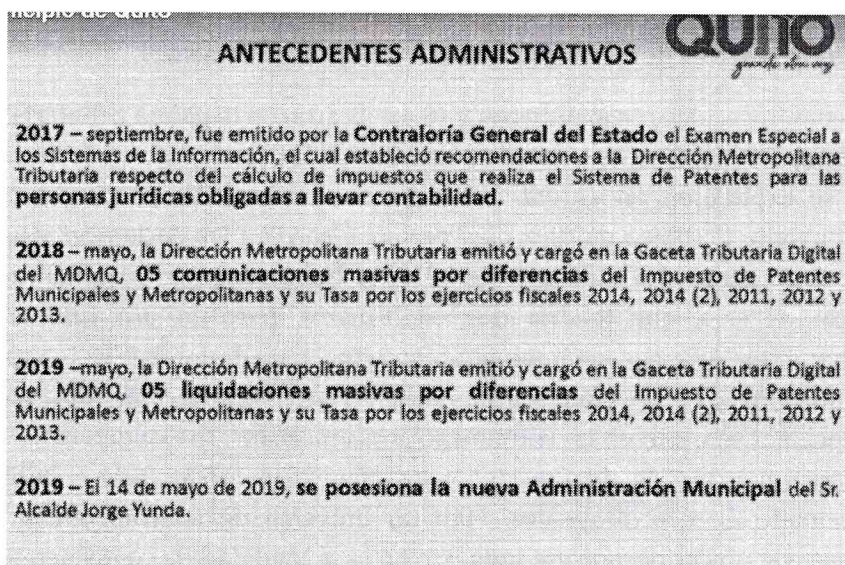 de Quito
QUITO
grande otra vez
ANTECEDENTES ADMINISTRATIVOS
2017 – septiembre, fue emitido por la Contraloría General del Estado el Examen Especial a
los Sistemas de la Información, el cual estableció recomendaciones a la Dirección Metropolitana
Tributaria respecto del cálculo de impuestos que realiza el Sistema de Patentes para las
personas jurídicas obligadas a llevar contabilidad.
2018 – mayo, la Dirección Metropolitana Tributaria emitió y cargó en la Gaceta Tributaria Digital
del MDMQ, 05 comunicaciones masivas por diferencias del Impuesto de Patentes
Municipales y Metropolitanas y su Tasa por los ejercicios fiscales 2014, 2014 (2), 2011, 2012 y
2013.
2019 –mayo, la Dirección Metropolitana Tributaria emitió y cargó en la Gaceta Tributaria Digital
del MDMQ, 05 liquidaciones masivas por diferencias del Impuesto de Patentes
Municipales y Metropolitanas y su Tasa por los ejercicios fiscales 2014, 2014 (2), 2011, 2012 y
2013.
2019 – El 14 de mayo de 2019, se posesiona la nueva Administración Municipal del Sr.
Alcalde Jorge Yunda.